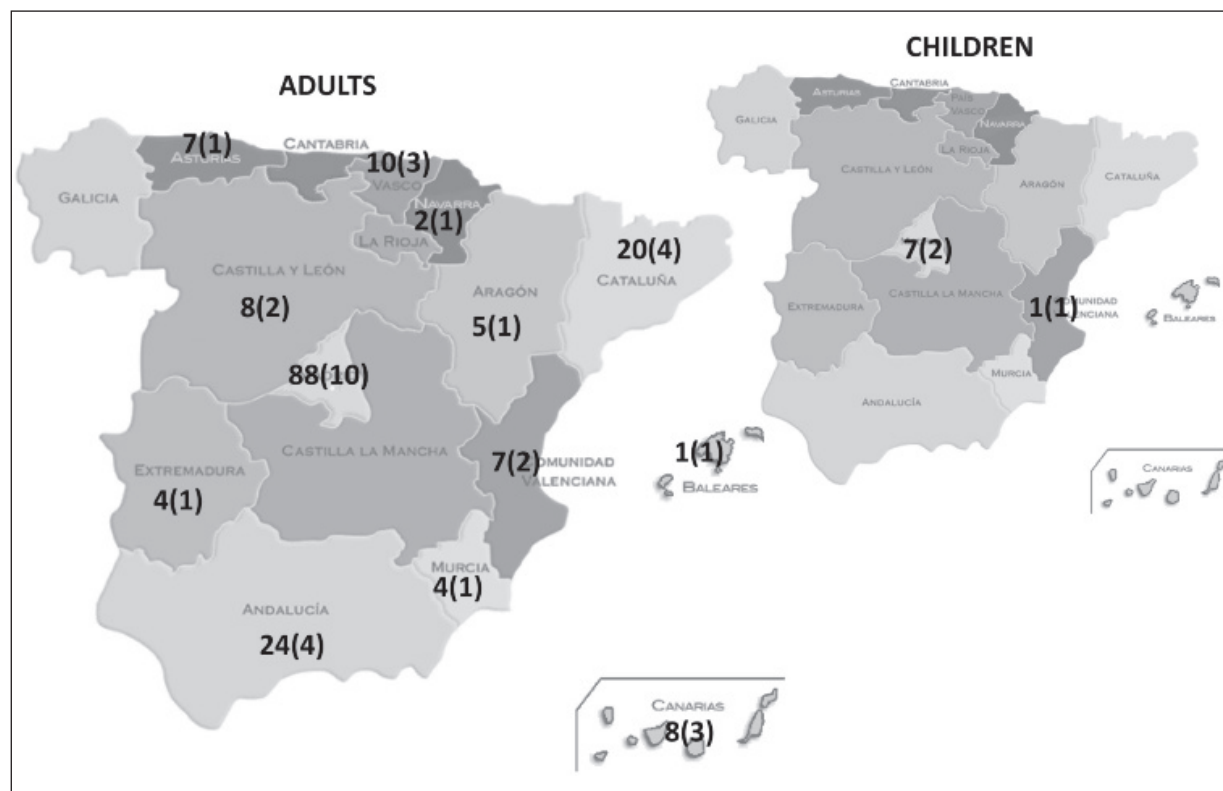 CHILDREN
ADULTS
CANTABRIA
7(1)
ASTURIAS
10(3)
VASCO
GALICIA
NAVARRA
2(1)
LA RIOJA
20(4)
CATALUÑA
CASTILLA Y LEÓN
8(2)
ARAGÓN
5(1)
88(10)
CASTILLA LA MANCHA
7(2)
COMUNIDAD
VALENCIANA
1(1)
BALEARES
EXTREMADURA
4(1)
MURCIA
4(1)
ANDALUCÍA
24(4)
CANARIAS
8(3)
CANTABRIA
ASTURIAS
PAÍS
VASCO
GALICIA
NAVARRA
LA RIOJA
CASTILLA Y LEÓN
ARAGÓN
CATALUÑA
7(2)
CASTILLA LA MANCHA
EXTREMADURA
1(1)
COMUNIDAD
VALENCIANA
BALEARES
MURCIA
ANDALUCÍA
CANARIAS